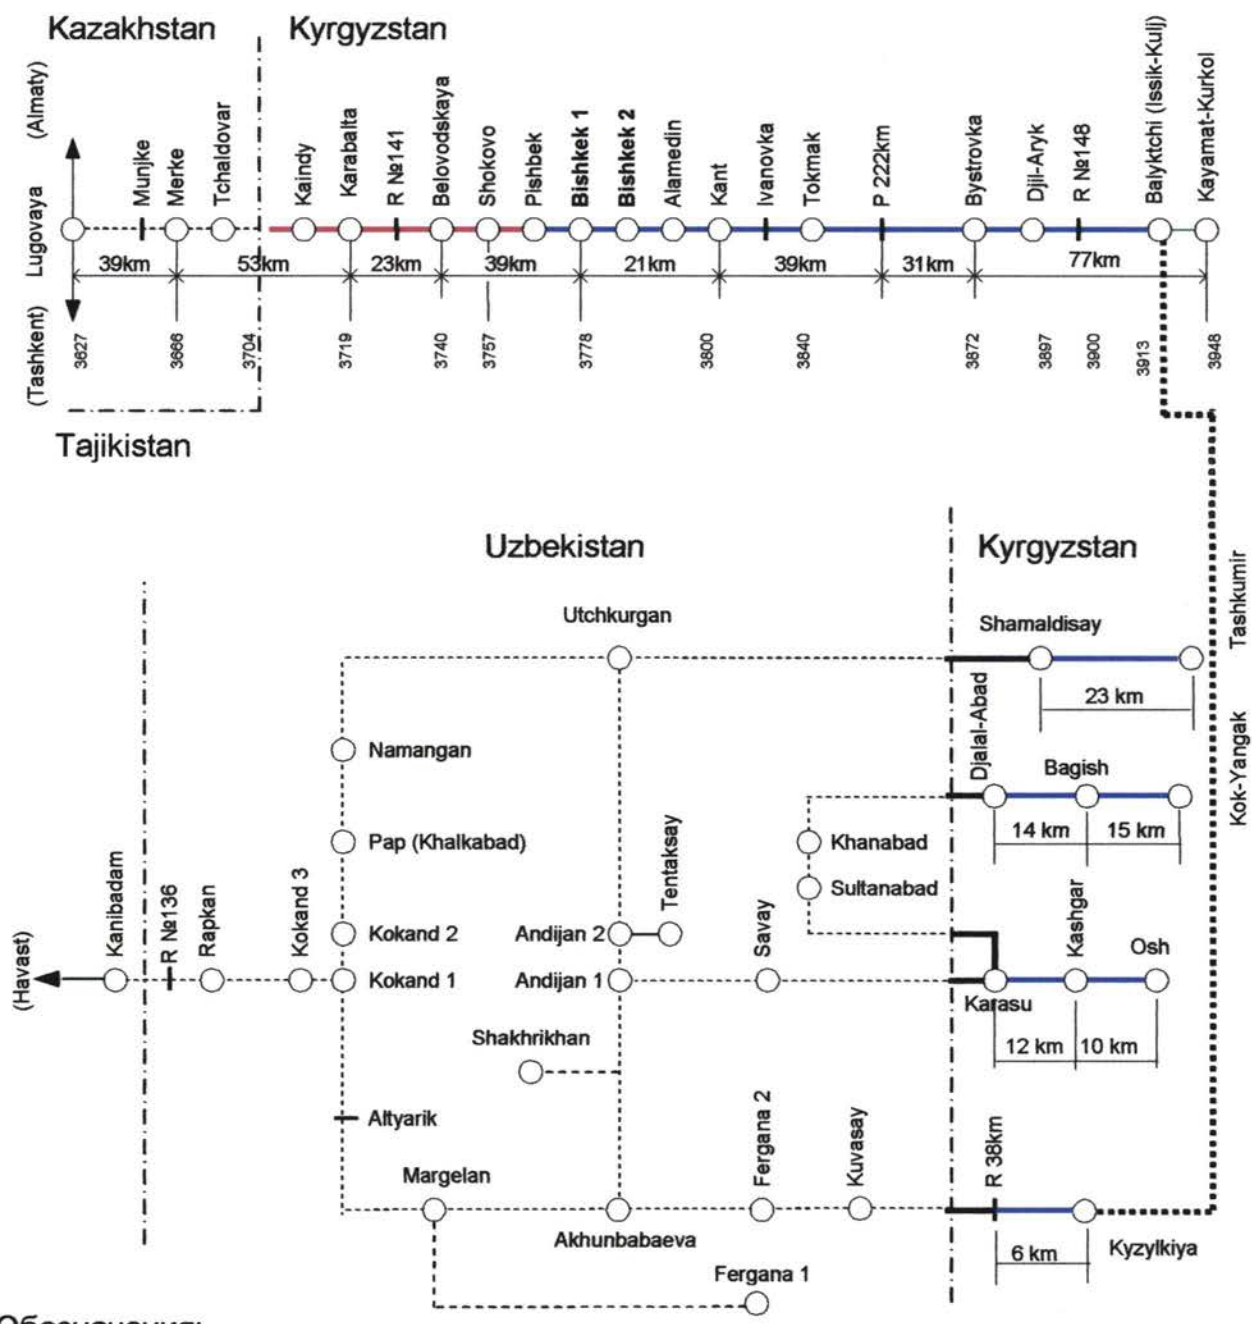 Kazakhstan
Kyrgyzstan
(Almaty)
Lugovaya
(Tashkent)
Munjke
Merke
Tchaldovar
Kaindy
Karabalta
R №141
Belovodskaya
Shokovo
Pishbek
Bishkek 1
Bishkek 2
Alamedin
Kant
Ivanovka
Tokmak
P 222km
Bystrovka
Djil-Aryk
R №148
Balyktchi (Issik-Kulj)
Kayamat-Kurkol
39km
53km
23km
39km
21km
39km
31km
77km
3627
3666
3704
3719
3740
3757
3778
3800
3840
3872
3897
3900
3913
3948
Tajikistan
Uzbekistan
Kyrgyzstan
Utchkurgan
Shamaldisay
Tashkumir
23 km
Namangan
Djalal-Abad
Bagish
Kok-Yangak
14 km
15 km
Pap (Khalkabad)
Khanabad
Sultanabad
(Havast)
Kanibadam
R №136
Rapkan
Kokand 3
Kokand 2
Kokand 1
Andijan 2
Tentaksay
Andijan 1
Savay
Karasu
Kashgar
Osh
12 km
10 km
Shakhrikhan
Altyarik
Margelan
Akhunbabaeva
Fergana 2
Kuvasay
R 38km
Kyzylkiya
6 km
Fergana 1